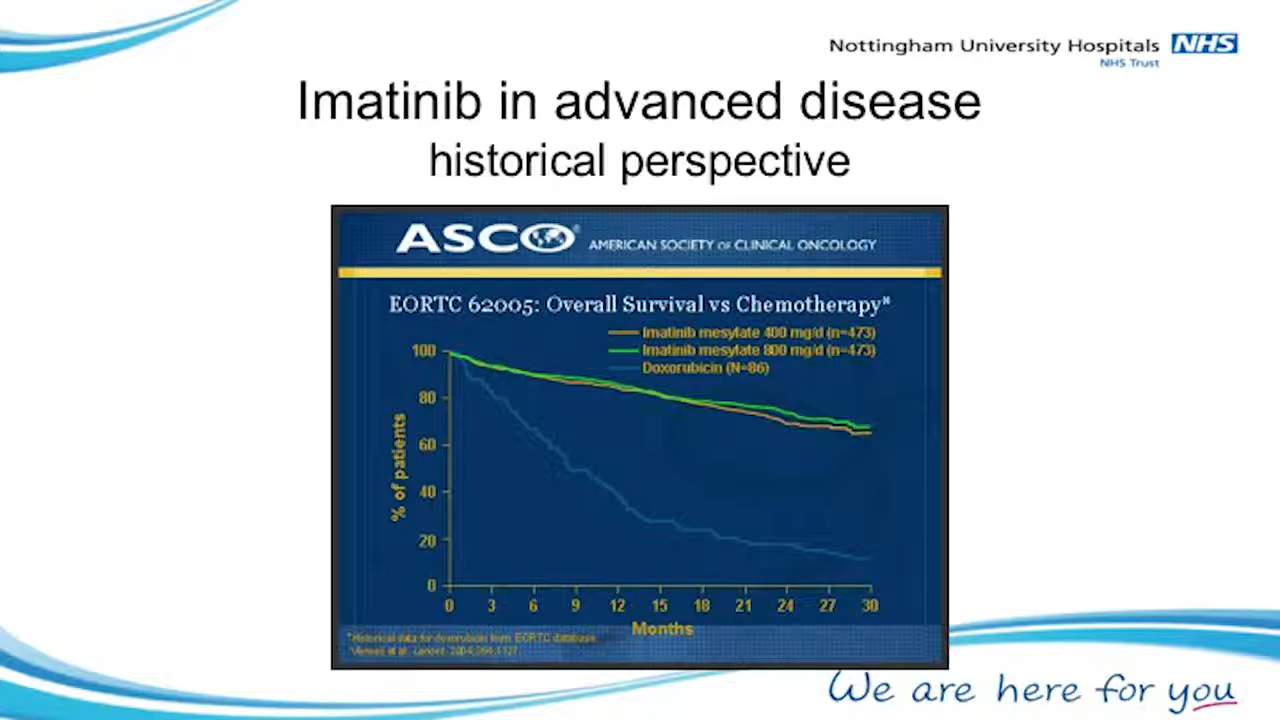 Nottingham University Hospitals NHS
NHS Trust
Imatinib in advanced disease
historical perspective
ASCO® AMERICAN SOCIETY OF CLINICAL ONCOLOGY
EORTC 62005: Overall Survival vs Chemotherapy*
Imatinib mesylate 400 mg/d (n=473)
Imatinib mesylate 800 mg/d (n=473)
Doxorubicin (N=86)
% of patients
100
80
60
40
20
0
0 3 6 9 12 15 18 21 24 27 30
Months
*Historical data for doxorubicin from EORTC database.
et al. Lancet. 2004;364:1127.
We are here for you